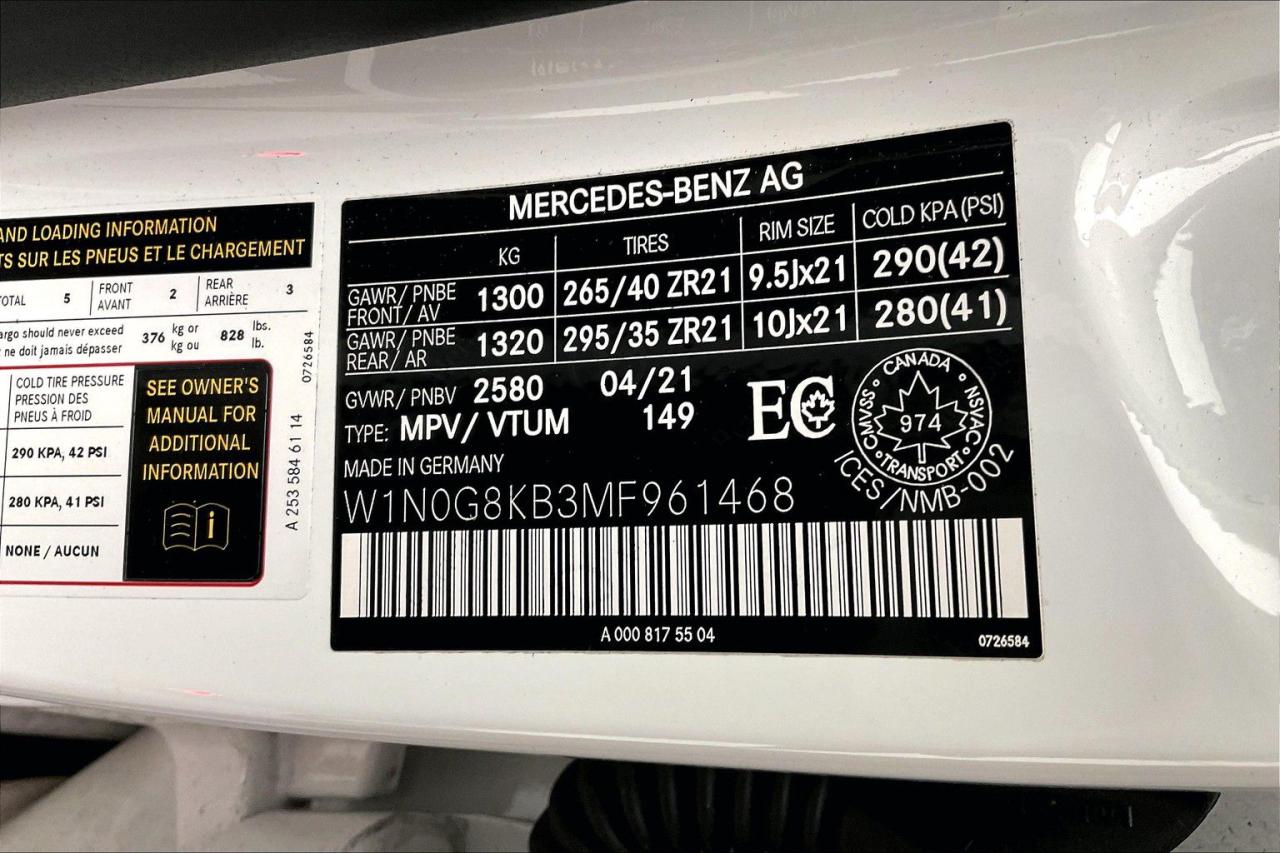 AND LOADING INFORMATION
TS SUR LES PNEUS ET LE CHARGEMENT
TOTAL 5 FRONT AVANT 2 REAR ARRIÈRE 3
cargo should never exceed 376 kg or 828 lbs.
ne doit jamais dépasser kg ou lb.
COLD TIRE PRESSURE
PRESSION DES
PNEUS À FROID
290 KPA, 42 PSI
280 KPA, 41 PSI
NONE / AUCUN
SEE OWNER'S
MANUAL FOR
ADDITIONAL
INFORMATION
0726584
A 253 584 61 14
MERCEDES-BENZ AG
KG TIRES RIM SIZE COLD KPA (PSI)
GAWR/ PNBE FRONT/ AV 1300 265/40 ZR21 9.5Jx21 290(42)
GAWR/ PNBE REAR/ AR 1320 295/35 ZR21 10Jx21 280(41)
GVWR/ PNBV 2580 04/21
TYPE: MPV/ VTUM 149
MADE IN GERMANY
W1N0G8KB3MF961468
EC
CANADA
CMVSS NSVAC
974
TRANSPORT
ICES/NMB-002
A 000 817 55 04
0726584